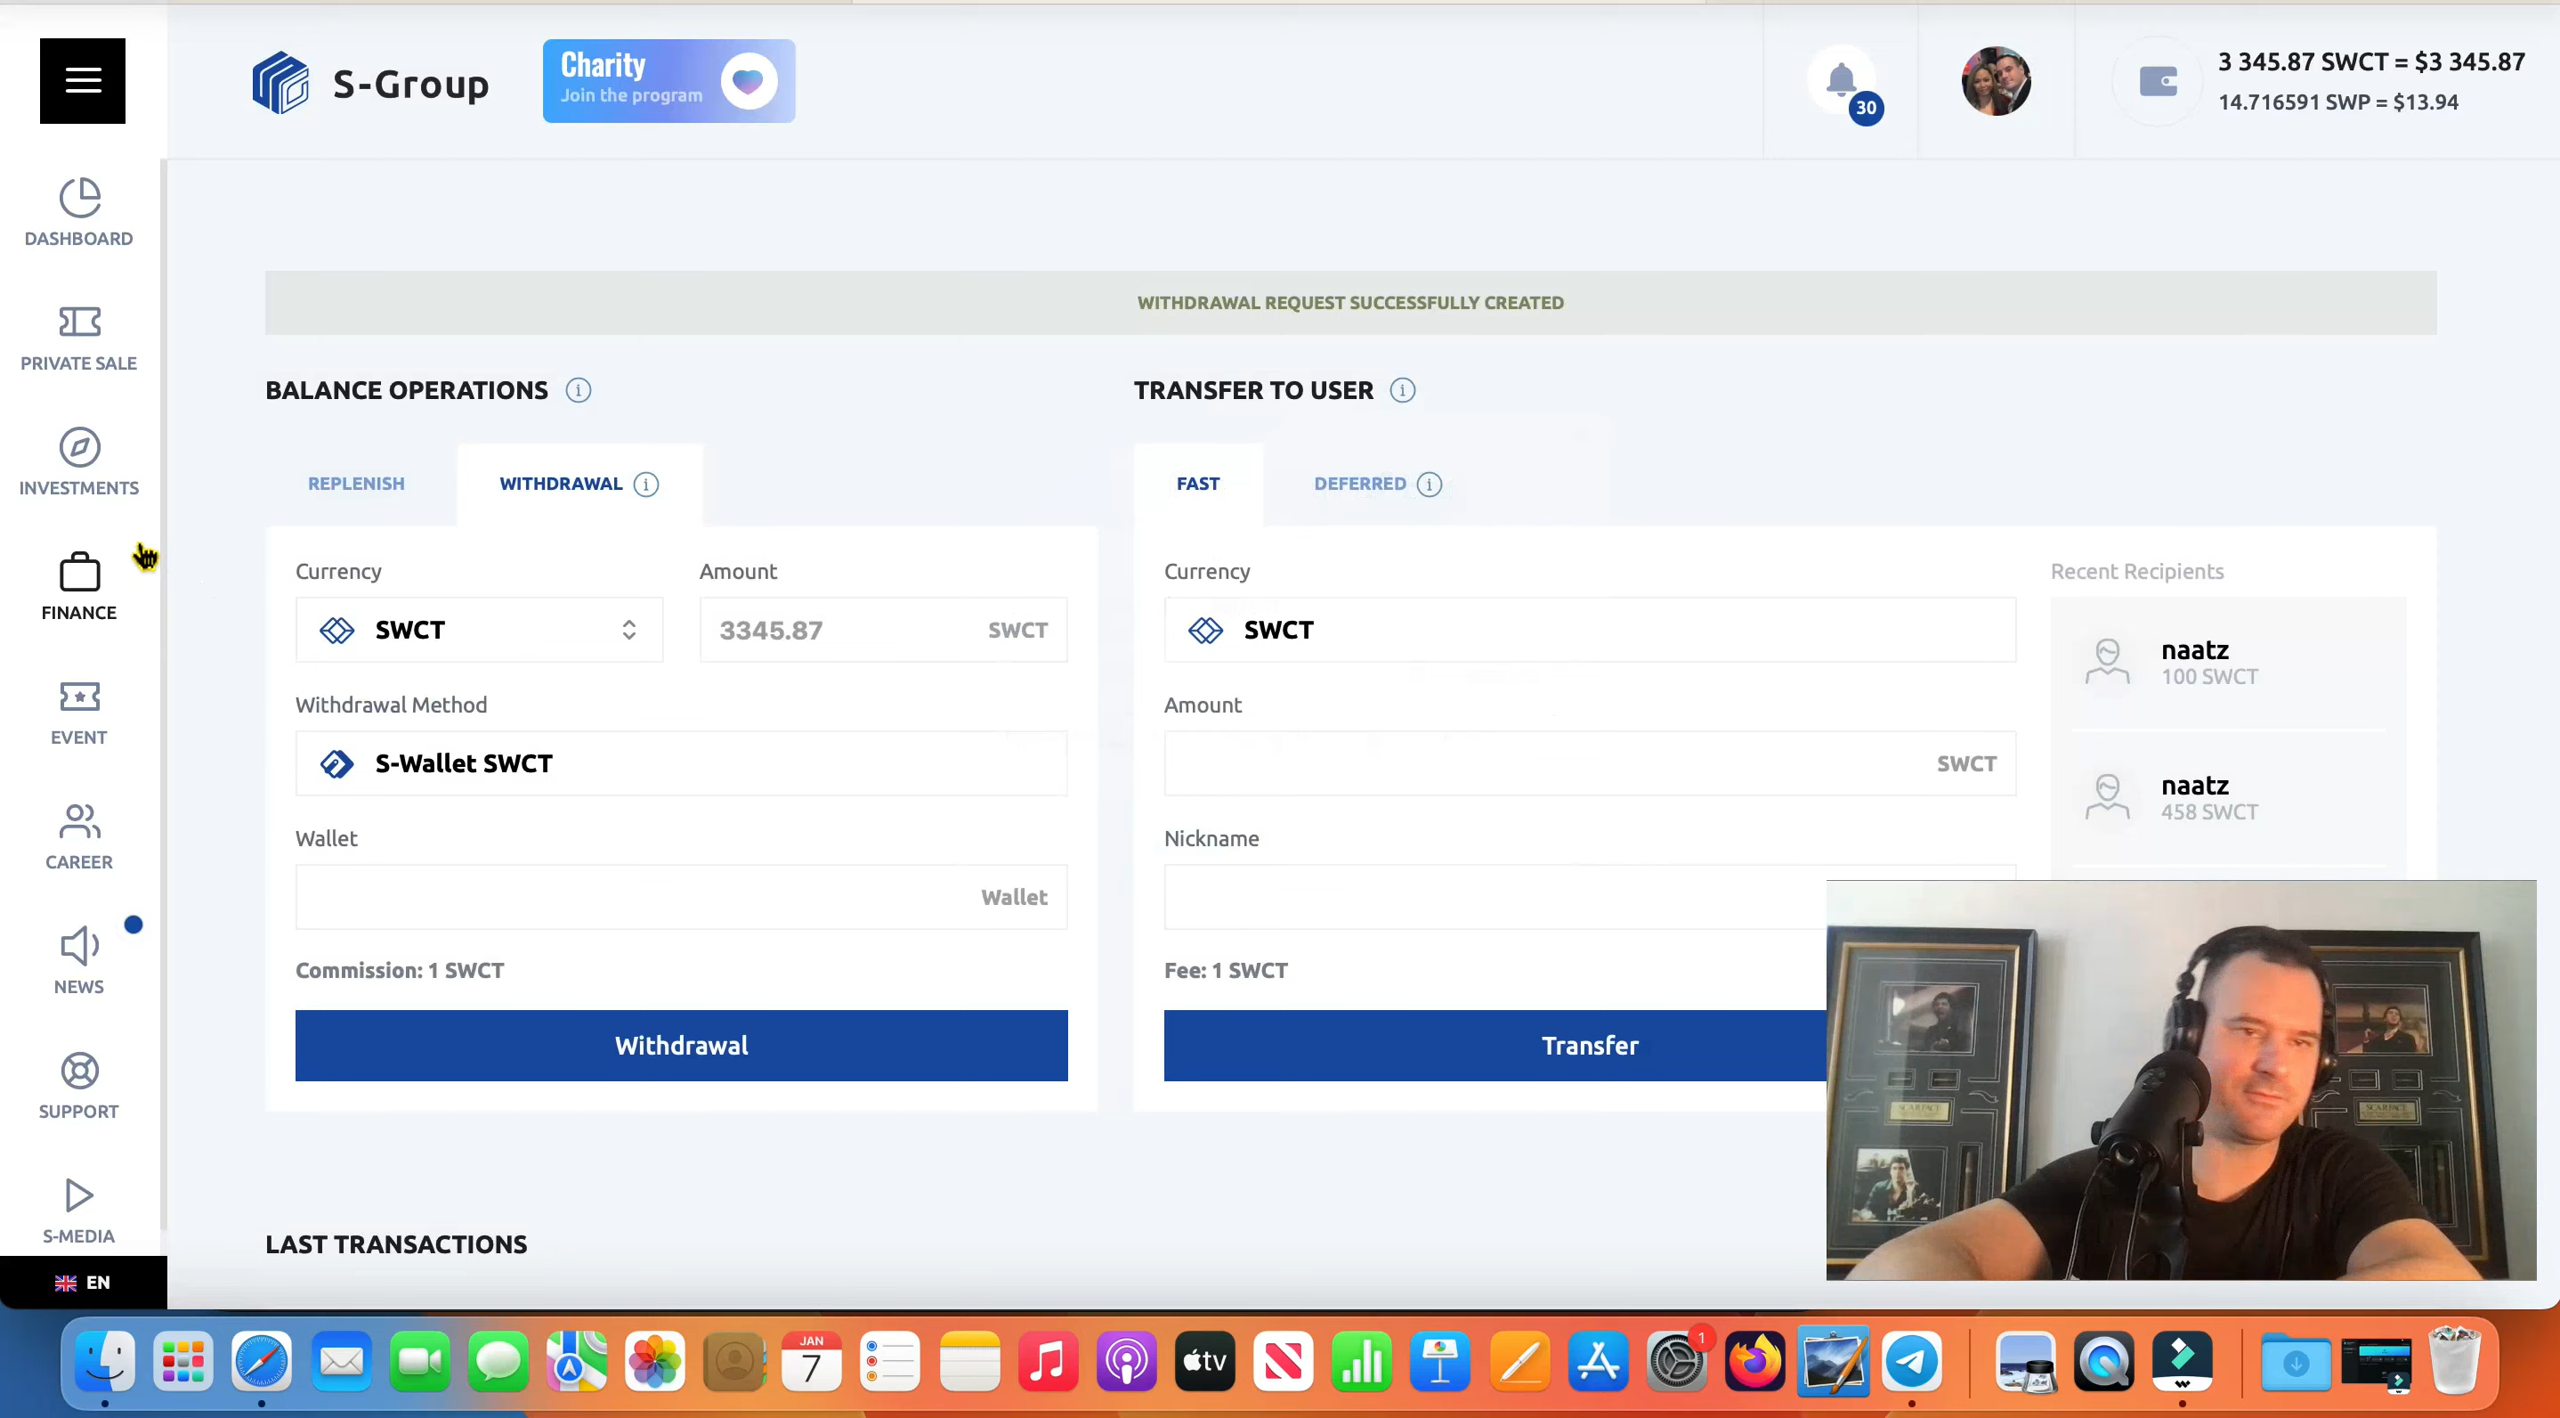 S-Group
Charity
Join the program
30
3 345.87 SWCT = $3 345.87
14.716591 SWP = $13.94
DASHBOARD
PRIVATE SALE
INVESTMENTS
FINANCE
EVENT
CAREER
NEWS
SUPPORT
S-MEDIA
EN
WITHDRAWAL REQUEST SUCCESSFULLY CREATED
BALANCE OPERATIONS
REPLENISH
WITHDRAWAL
Currency
Amount
SWCT
3345.87
SWCT
Withdrawal Method
S-Wallet SWCT
Wallet
Wallet
Commission: 1 SWCT
Withdrawal
TRANSFER TO USER
FAST
DEFERRED
Currency
SWCT
Amount
SWCT
Nickname
Fee: 1 SWCT
Transfer
Recent Recipients
naatz
100 SWCT
naatz
458 SWCT
LAST TRANSACTIONS
SCARFACE
SCARFACE
JAN
7
tv
1